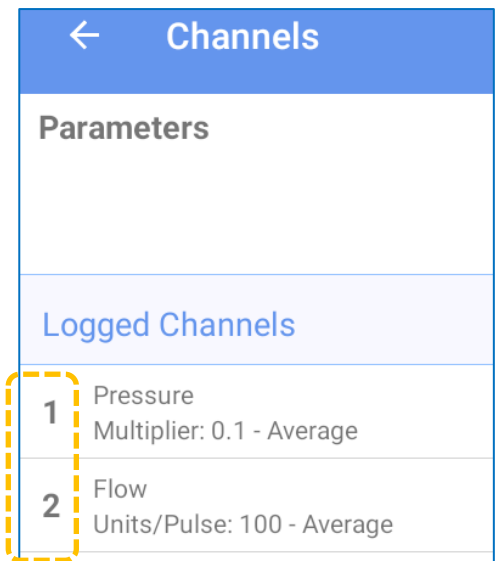 Channels
Parameters
Logged Channels
1
Pressure
Multiplier: 0.1 - Average
2
Flow
Units/Pulse: 100 - Average